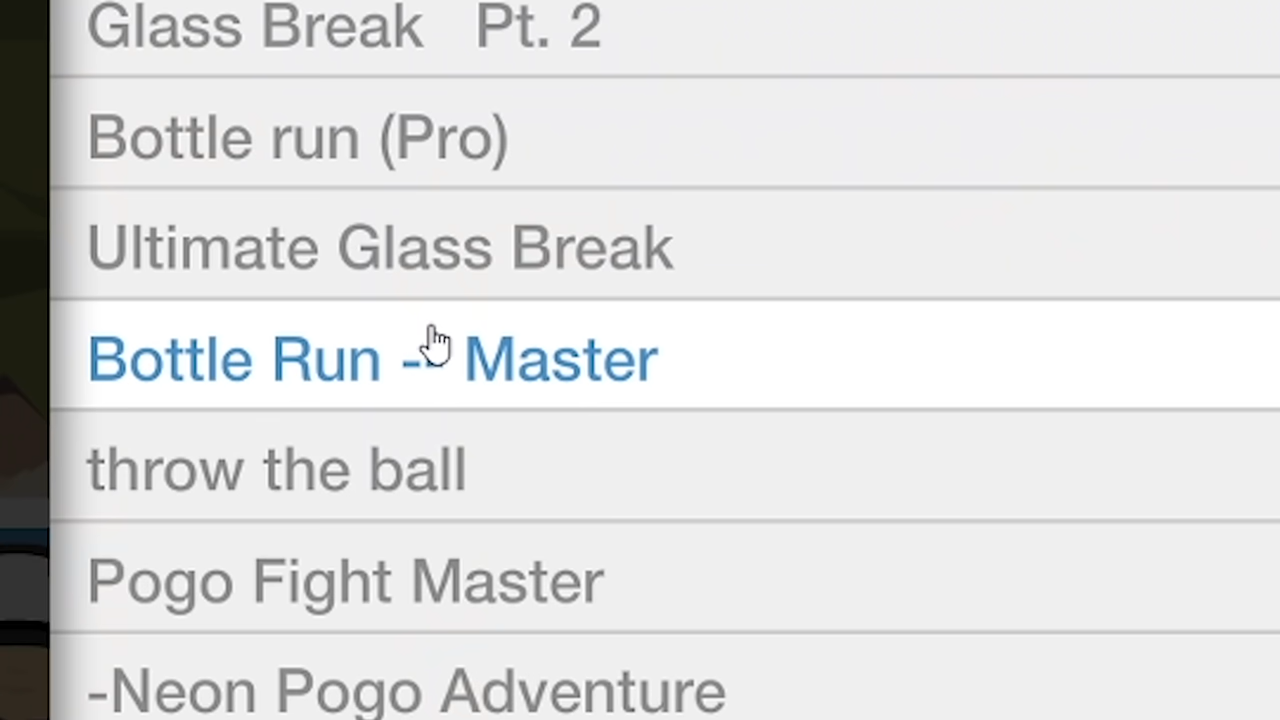 Glass Break Pt. 2
Bottle run (Pro)
Ultimate Glass Break
Bottle Run -- Master
throw the ball
Pogo Fight Master
-Neon Pogo Adventure